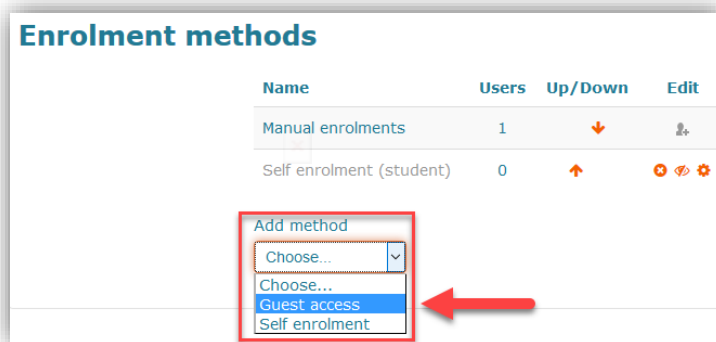 Enrolment methods
Name Users Up/Down Edit
Manual enrolments 1
Self enrolment (student) 0
Add method
Choose...
Choose...
Guest access
Self enrolment